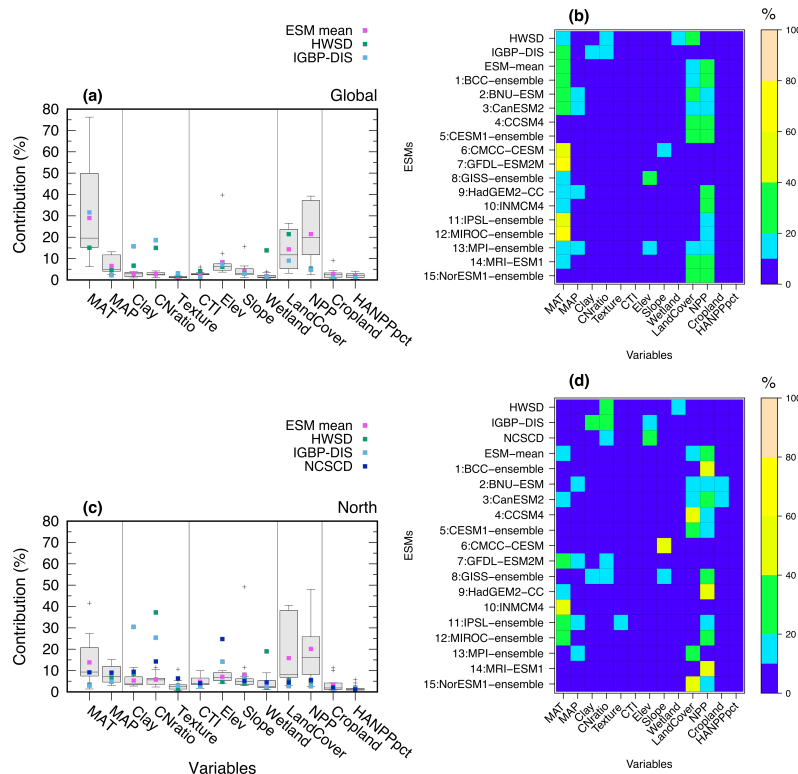 ESM mean
HWSD
IGBP-DIS
(a)
Global
Contribution (%)
80
70
60
50
40
30
20
10
0
MAT
MAP
Clay
CNratio
Texture
CTI
Elev
Slope
Wetland
LandCover
NPP
Cropland
HANPPpct
(b)
%
ESMs
HWSD
IGBP−DIS
ESM−mean
1:BCC−ensemble
2:BNU−ESM
3:CanESM2
4:CCSM4
5:CESM1−ensemble
6:CMCC−CESM
7:GFDL−ESM2M
8:GISS−ensemble
9:HadGEM2−CC
10:INMCM4
11:IPSL−ensemble
12:MIROC−ensemble
13:MPI−ensemble
14:MRI−ESM1
15:NorESM1−ensemble
MAT
MAP
Clay
CNratio
Texture
CTI
Elev
Slope
Wetland
LandCover
NPP
Cropland
HANPPpct
Variables
100
80
60
40
20
10
0
ESM mean
HWSD
IGBP-DIS
NCSCD
(c)
North
Contribution (%)
80
70
60
50
40
30
20
10
0
MAT
MAP
Clay
CNratio
Texture
CTI
Elev
Slope
Wetland
LandCover
NPP
Cropland
HANPPpct
Variables
(d)
%
ESMs
HWSD
IGBP−DIS
NCSCD
ESM−mean
1:BCC−ensemble
2:BNU−ESM
3:CanESM2
4:CCSM4
5:CESM1−ensemble
6:CMCC−CESM
7:GFDL−ESM2M
8:GISS−ensemble
9:HadGEM2−CC
10:INMCM4
11:IPSL−ensemble
12:MIROC−ensemble
13:MPI−ensemble
14:MRI−ESM1
15:NorESM1−ensemble
MAT
MAP
Clay
CNratio
Texture
CTI
Elev
Slope
Wetland
LandCover
NPP
Cropland
HANPPpct
Variables
100
80
60
40
20
10
0